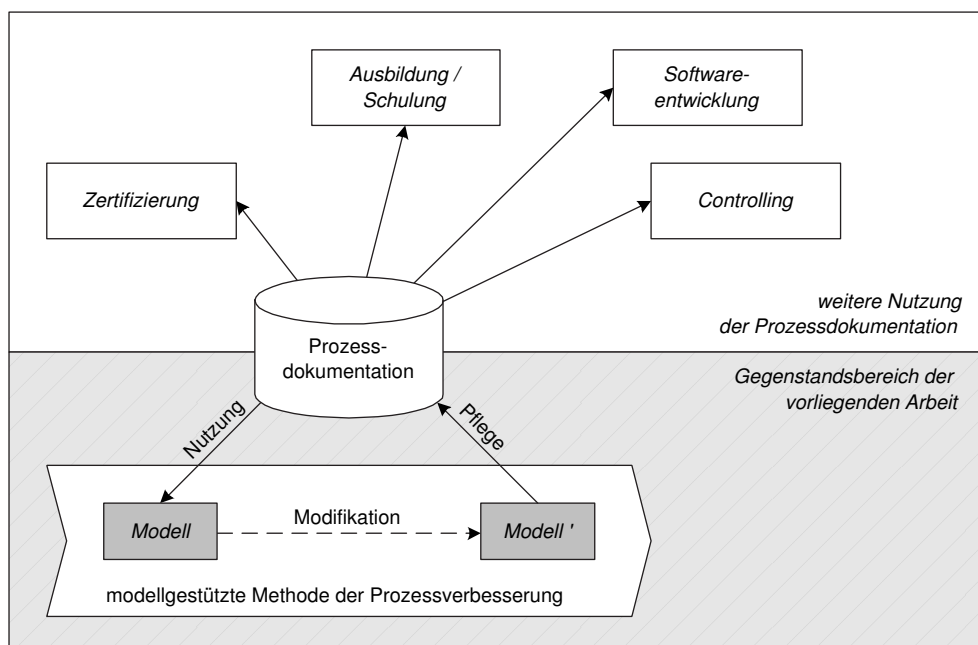 Ausbildung /
Schulung
Software-
entwicklung
Zertifizierung
Controlling
weitere Nutzung
der Prozessdokumentation
Prozess-
dokumentation
Gegenstandsbereich der
vorliegenden Arbeit
Nutzung
Pflege
Modell
Modifikation
Modell '
modellgestützte Methode der Prozessverbesserung